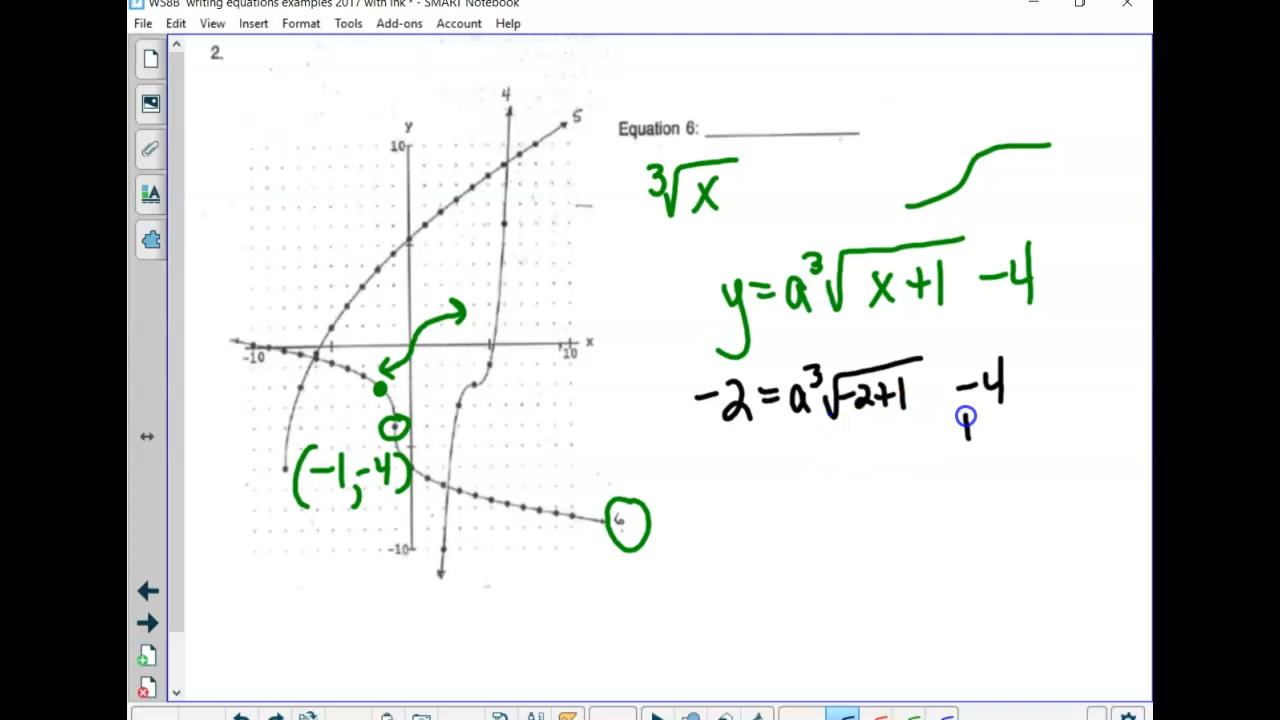 WS8B writing equations examples 2017 with ink * - SMART Notebook
File Edit View Insert Format Tools Add-ons Account Help
2.
4
5
y
10
Equation 6: ____________
∛x
y = a∛x+1 -4
x
-10
10
-2 = a∛-2+1 -4
(-1, -4)
6
-10